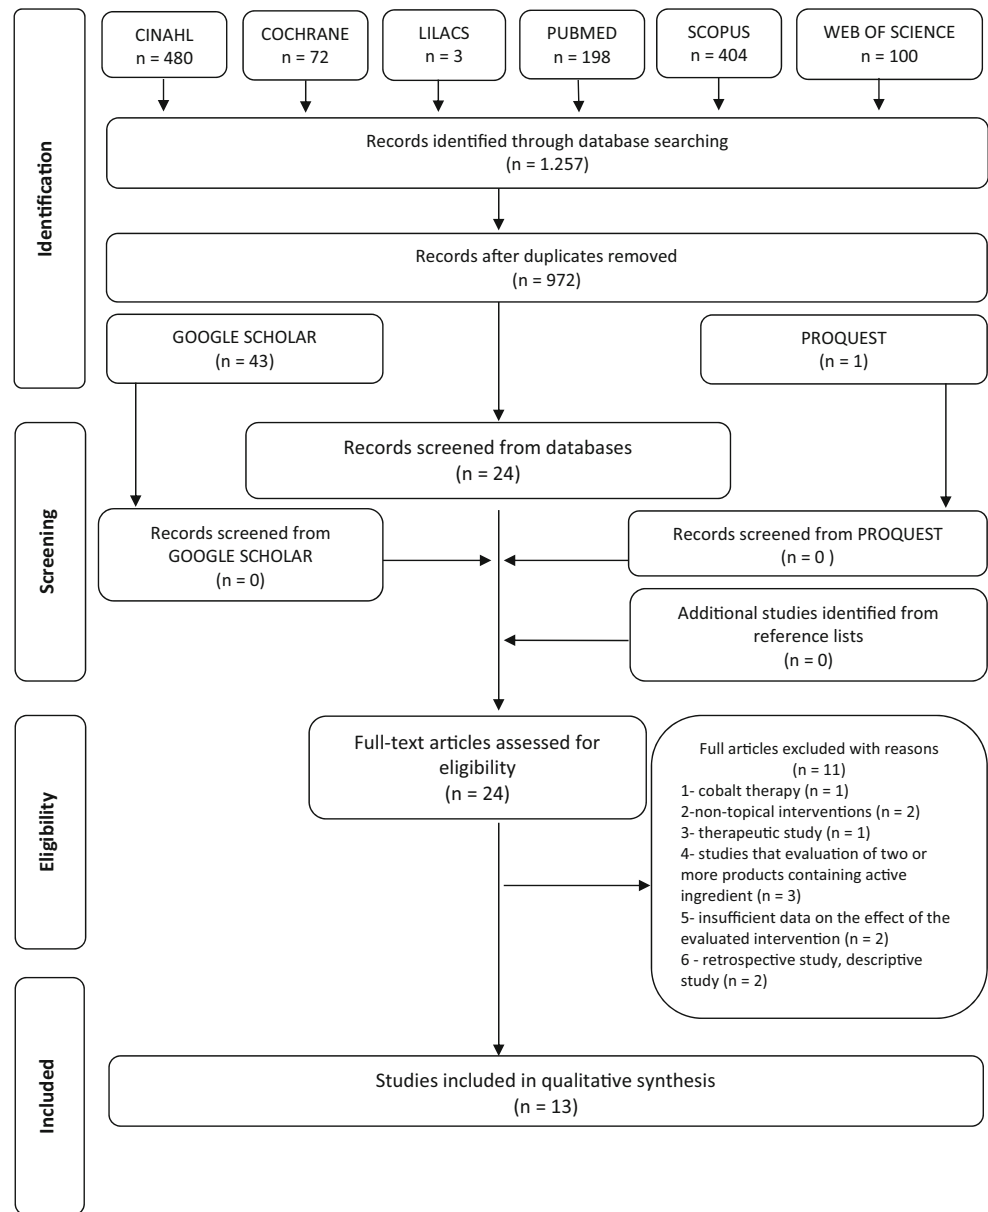 CINAHL
n = 480
COCHRANE
n = 72
LILACS
n = 3
PUBMED
n = 198
SCOPUS
n = 404
WEB OF SCIENCE
n = 100
Identification
Records identified through database searching
(n = 1.257)
Records after duplicates removed
(n = 972)
GOOGLE SCHOLAR
(n = 43)
PROQUEST
(n = 1)
Screening
Records screened from databases
(n = 24)
Records screened from
GOOGLE SCHOLAR
(n = 0)
Records screened from PROQUEST
(n = 0 )
Additional studies identified from
reference lists
(n = 0)
Eligibility
Full-text articles assessed for
eligibility
(n = 24)
Full articles excluded with reasons
(n = 11)
1- cobalt therapy (n = 1)
2-non-topical interventions (n = 2)
3- therapeutic study (n = 1)
4- studies that evaluation of two or
more products containing active
ingredient (n = 3)
5- insufficient data on the effect of the
evaluated intervention (n = 2)
6 - retrospective study, descriptive
study (n = 2)
Included
Studies included in qualitative synthesis
(n = 13)